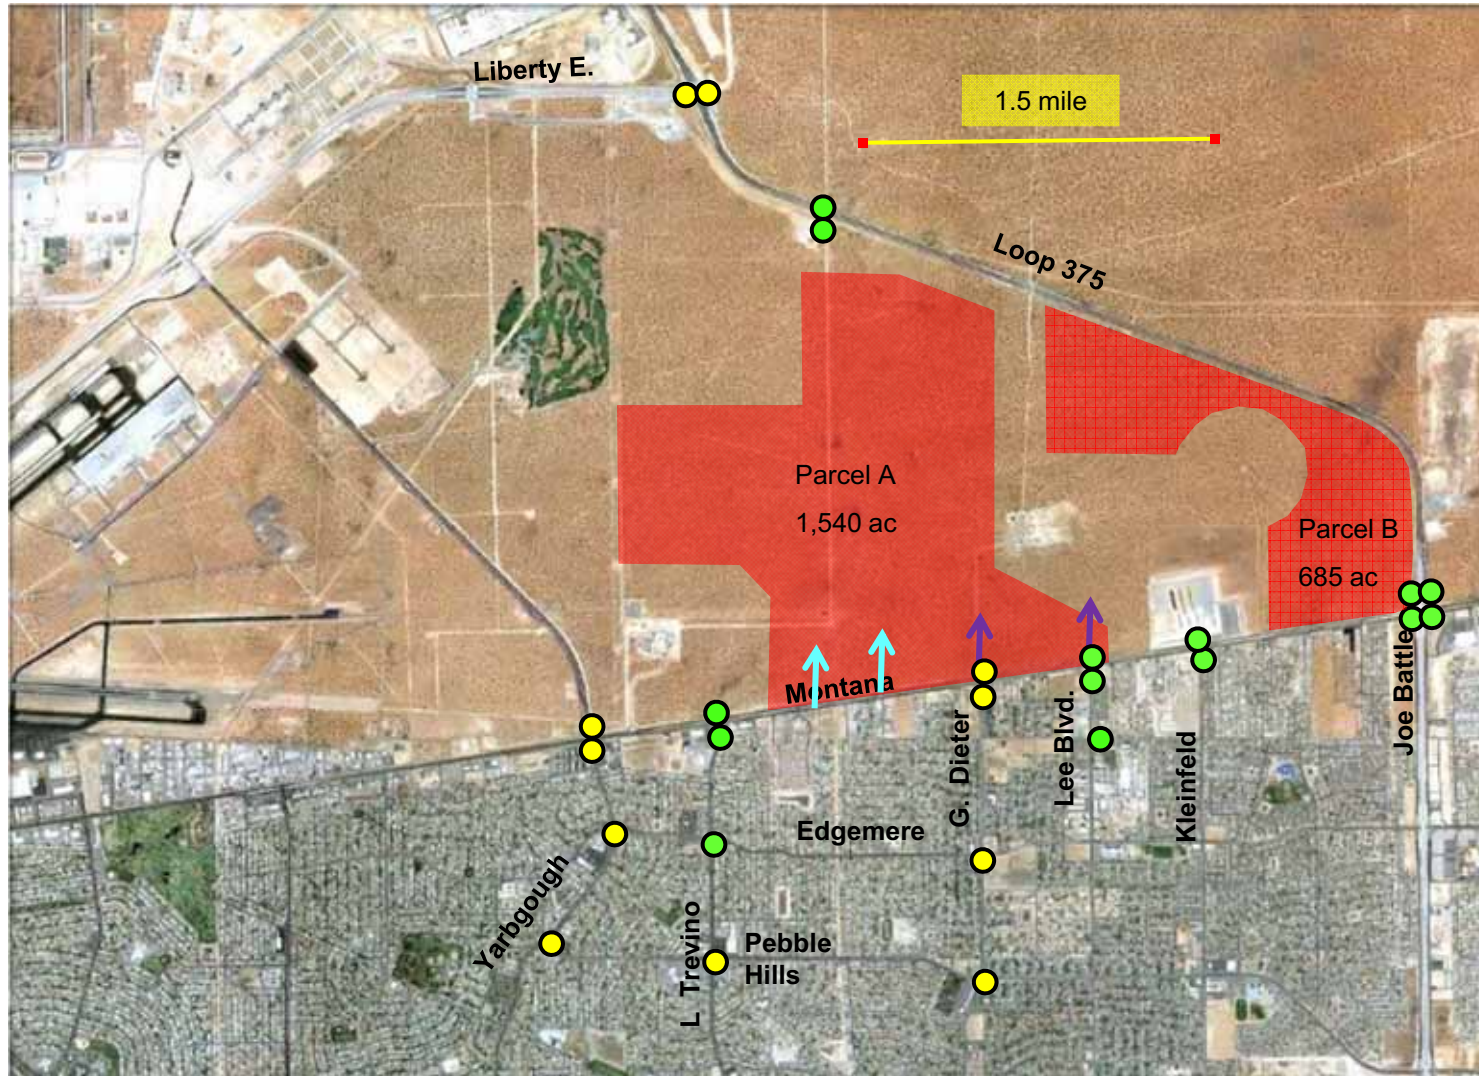 Liberty E.
1.5 mile
Loop 375
Parcel A
1,540 ac
Parcel B
685 ac
Montana
G. Dieter
Lee Blvd.
Kleinfeld
Joe Battle
Edgemere
Yarbgough
L Trevino
Pebble
Hills